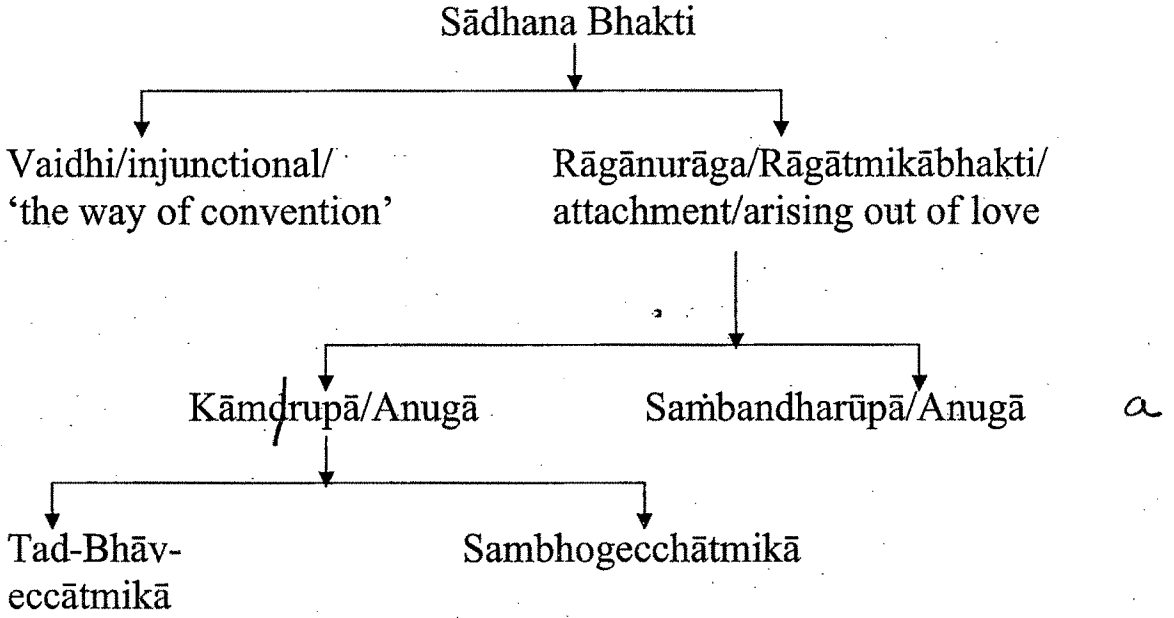 Sādhana Bhakti
Vaidhi/injunctional/
‘the way of convention’
Rāgānurāga/Rāgātmikābhakti/
attachment/arising out of love
Kāmdrupā/Anugā
Saṁbandharūpā/Anugā
a
Tad-Bhāv-
eccātmikā
Sambhogecchātmikā